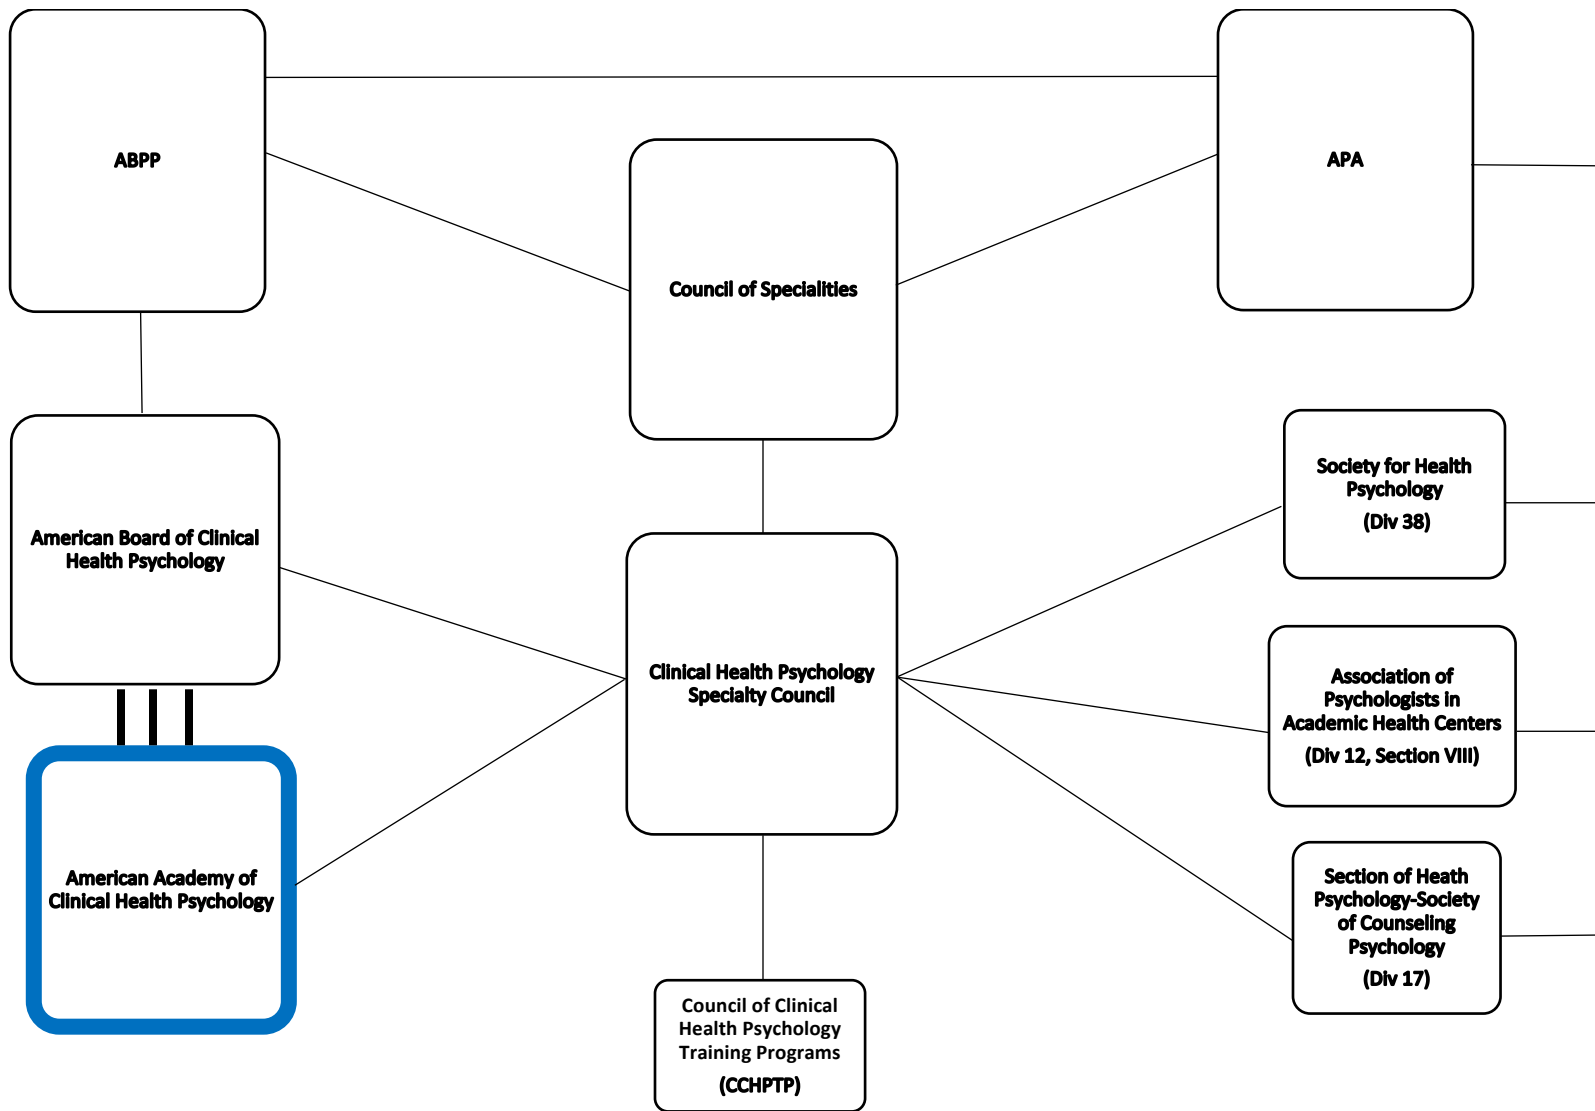 ABPP
APA
Council of Specialities
American Board of Clinical
Health Psychology
Clinical Health Psychology
Specialty Council
Society for Health
Psychology
(Div 38)
Association of
Psychologists in
Academic Health Centers
(Div 12, Section VIII)
American Academy of
Clinical Health Psychology
Section of Heath
Psychology-Society
of Counseling
Psychology
(Div 17)
Council of Clinical
Health Psychology
Training Programs
(CCHPTP)